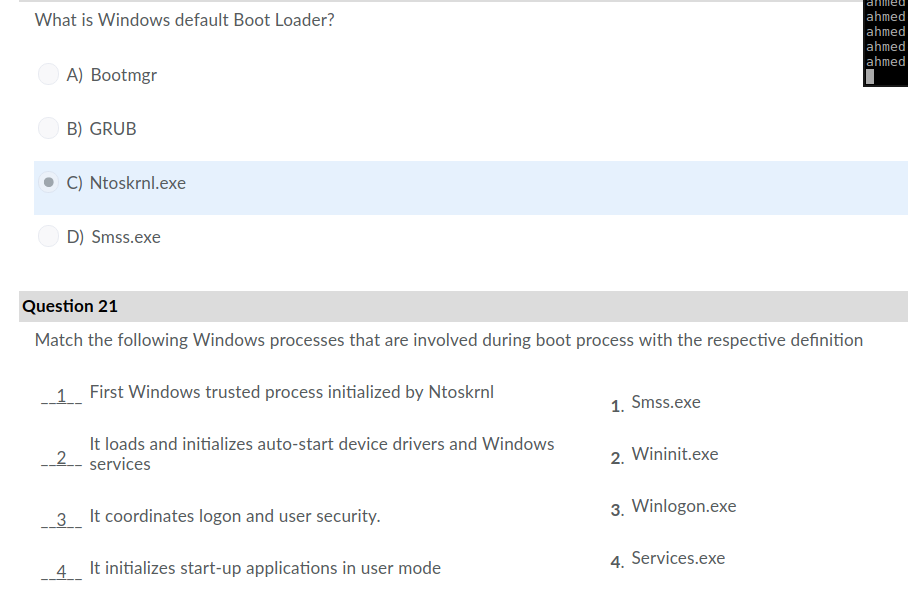 ahmed
ahmed
ahmed
ahmed
ahmed
What is Windows default Boot Loader?
A) Bootmgr
B) GRUB
C) Ntoskrnl.exe
D) Smss.exe
Question 21
Match the following Windows processes that are involved during boot process with the respective definition
__1__ First Windows trusted process initialized by Ntoskrnl
__2__ It loads and initializes auto-start device drivers and Windows
services
__3__ It coordinates logon and user security.
__4__ It initializes start-up applications in user mode
1. Smss.exe
2. Wininit.exe
3. Winlogon.exe
4. Services.exe